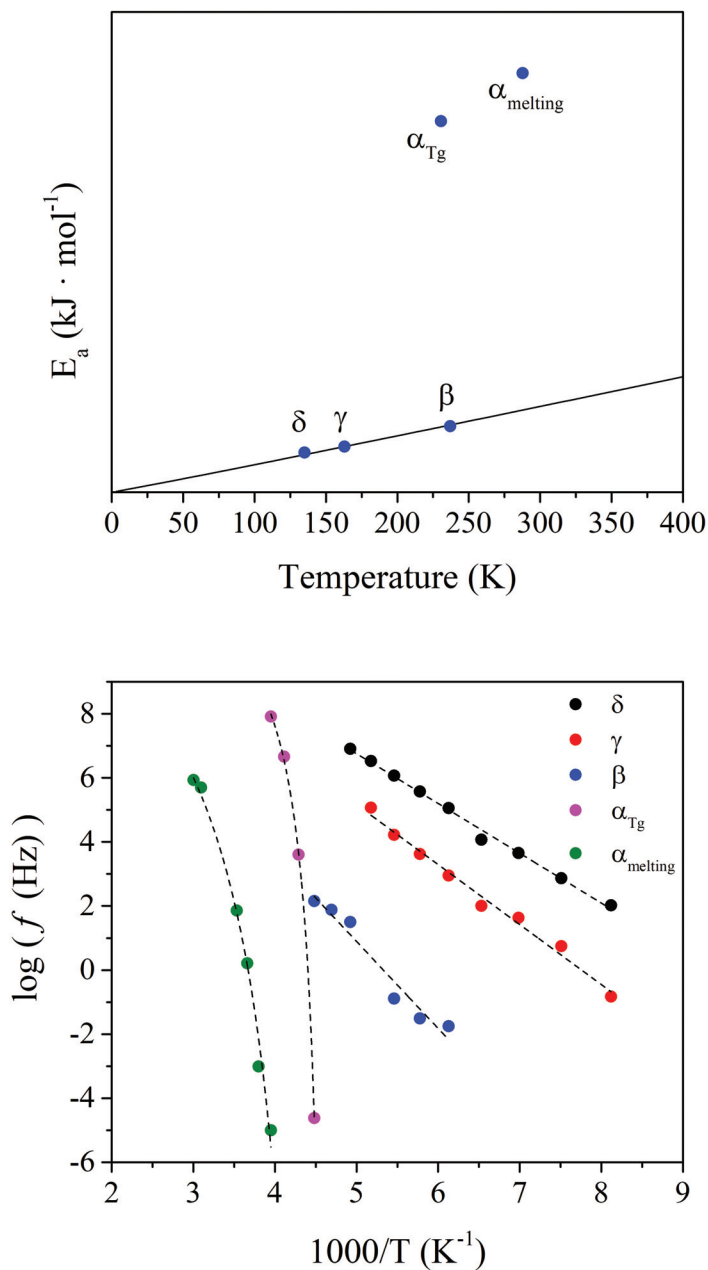 α_melting
α_Tg
E_a (kJ · mol⁻¹)
δ γ β
0 50 100 150 200 250 300 350 400
Temperature (K)
8
6
4
2
0
-2
-4
-6
log (f (Hz))
δ
γ
β
α_Tg
α_melting
2 3 4 5 6 7 8 9
1000/T (K⁻¹)